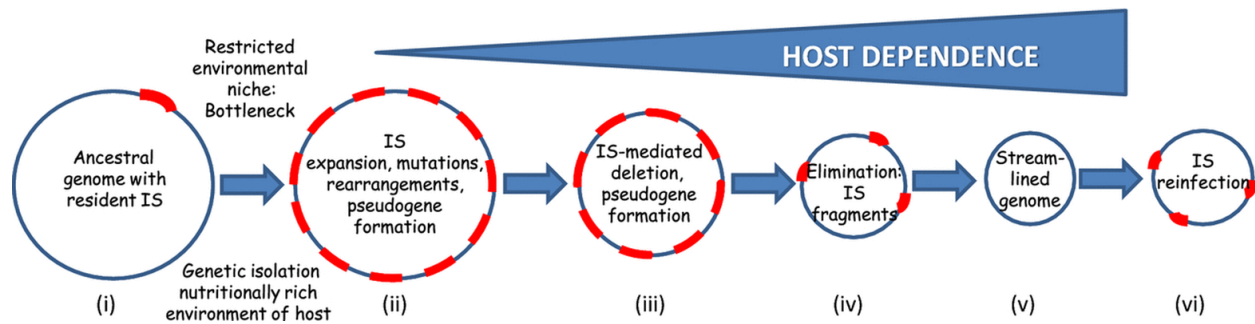 Restricted
environmental
niche:
Bottleneck
HOST DEPENDENCE
Ancestral
genome with
resident IS
IS
expansion, mutations,
rearrangements,
pseudogene
formation
IS-mediated
deletion,
pseudogene
formation
Elimination:
IS
fragments
Stream-
lined
genome
IS
reinfection
Genetic isolation
nutritionally rich
environment of host
(i)
(ii)
(iii)
(iv)
(v)
(vi)